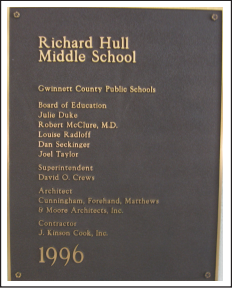 Richard Hull
Middle School
Gwinnett County Public Schools
Board of Education
Julie Duke
Robert McClure, M.D.
Louise Radloff
Dan Seckinger
Joel Taylor
Superintendent
David O. Crews
Architect
Cunningham, Forehand, Matthews
& Moore Architects, Inc.
Contractor
J. Kinson Cook, Inc.
1996